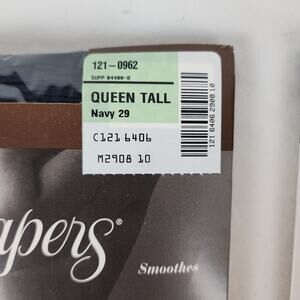 121-0962
SUPP 04400-8
QUEEN TALL
Navy 29
C121 6406
M2908 10
121 6406 2908 10
apers®
Smoothes